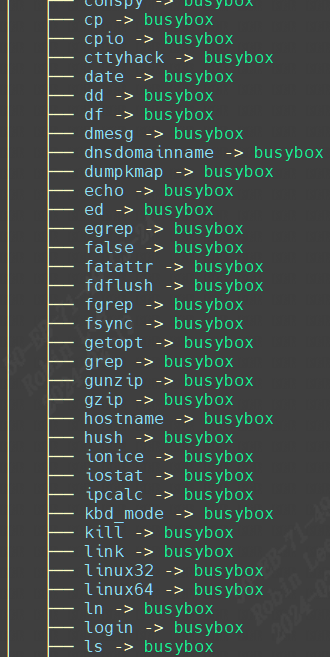 conspy -> busybox
├── cp -> busybox
├── cpio -> busybox
├── cttyhack -> busybox
├── date -> busybox
├── dd -> busybox
├── df -> busybox
├── dmesg -> busybox
├── dnsdomainname -> busybox
├── dumpkmap -> busybox
├── echo -> busybox
├── ed -> busybox
├── egrep -> busybox
├── false -> busybox
├── fatattr -> busybox
├── fdflush -> busybox
├── fgrep -> busybox
├── fsync -> busybox
├── getopt -> busybox
├── grep -> busybox
├── gunzip -> busybox
├── gzip -> busybox
├── hostname -> busybox
├── hush -> busybox
├── ionice -> busybox
├── iostat -> busybox
├── ipcalc -> busybox
├── kbd_mode -> busybox
├── kill -> busybox
├── link -> busybox
├── linux32 -> busybox
├── linux64 -> busybox
├── ln -> busybox
├── login -> busybox
├── ls -> busybox